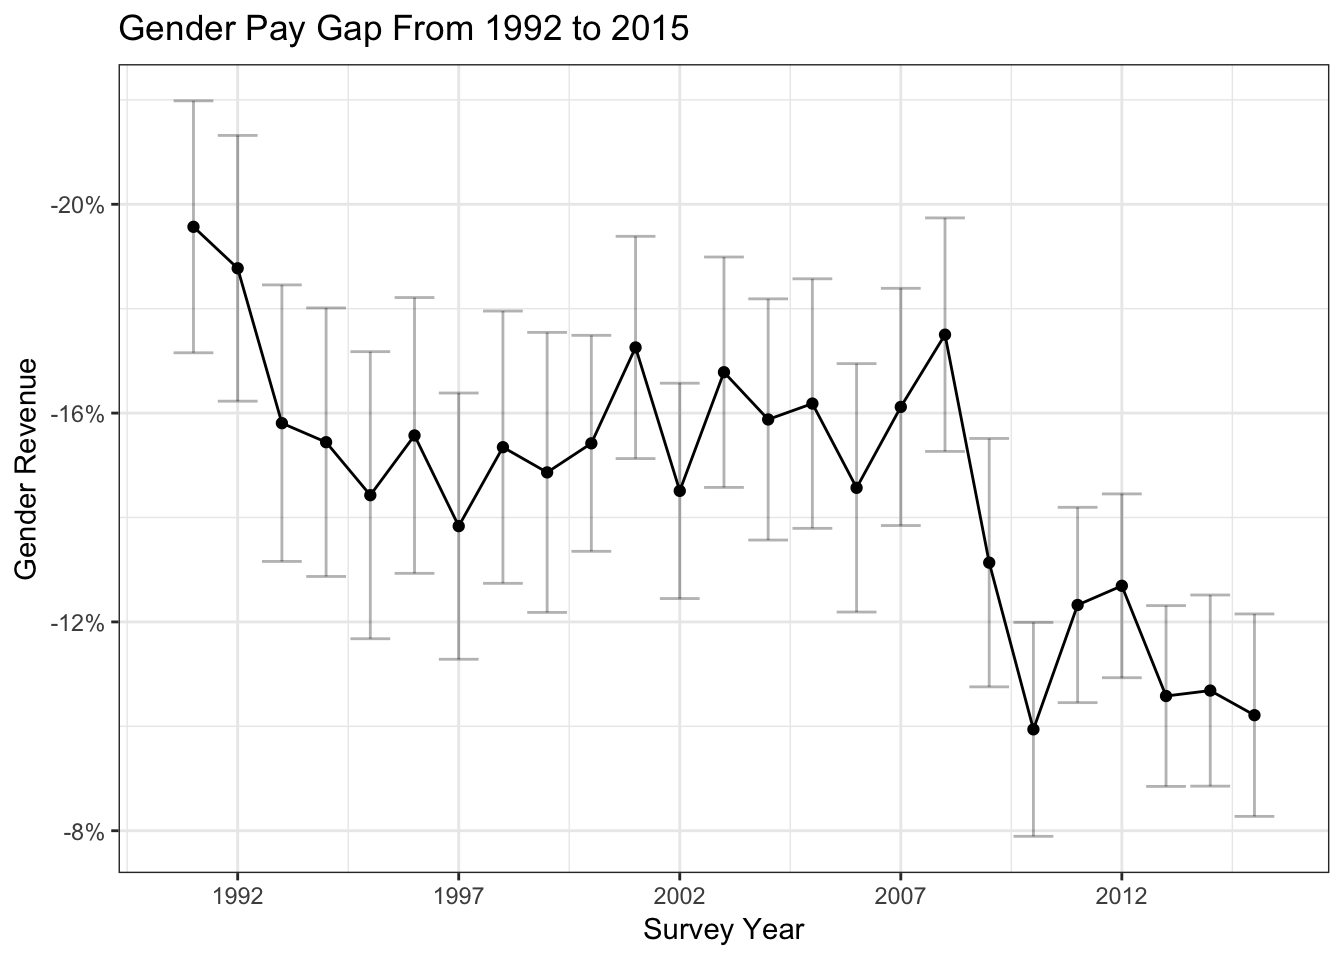 Gender Pay Gap From 1992 to 2015
Gender Revenue
-20%
-16%
-12%
-8%
1992 1997 2002 2007 2012
Survey Year